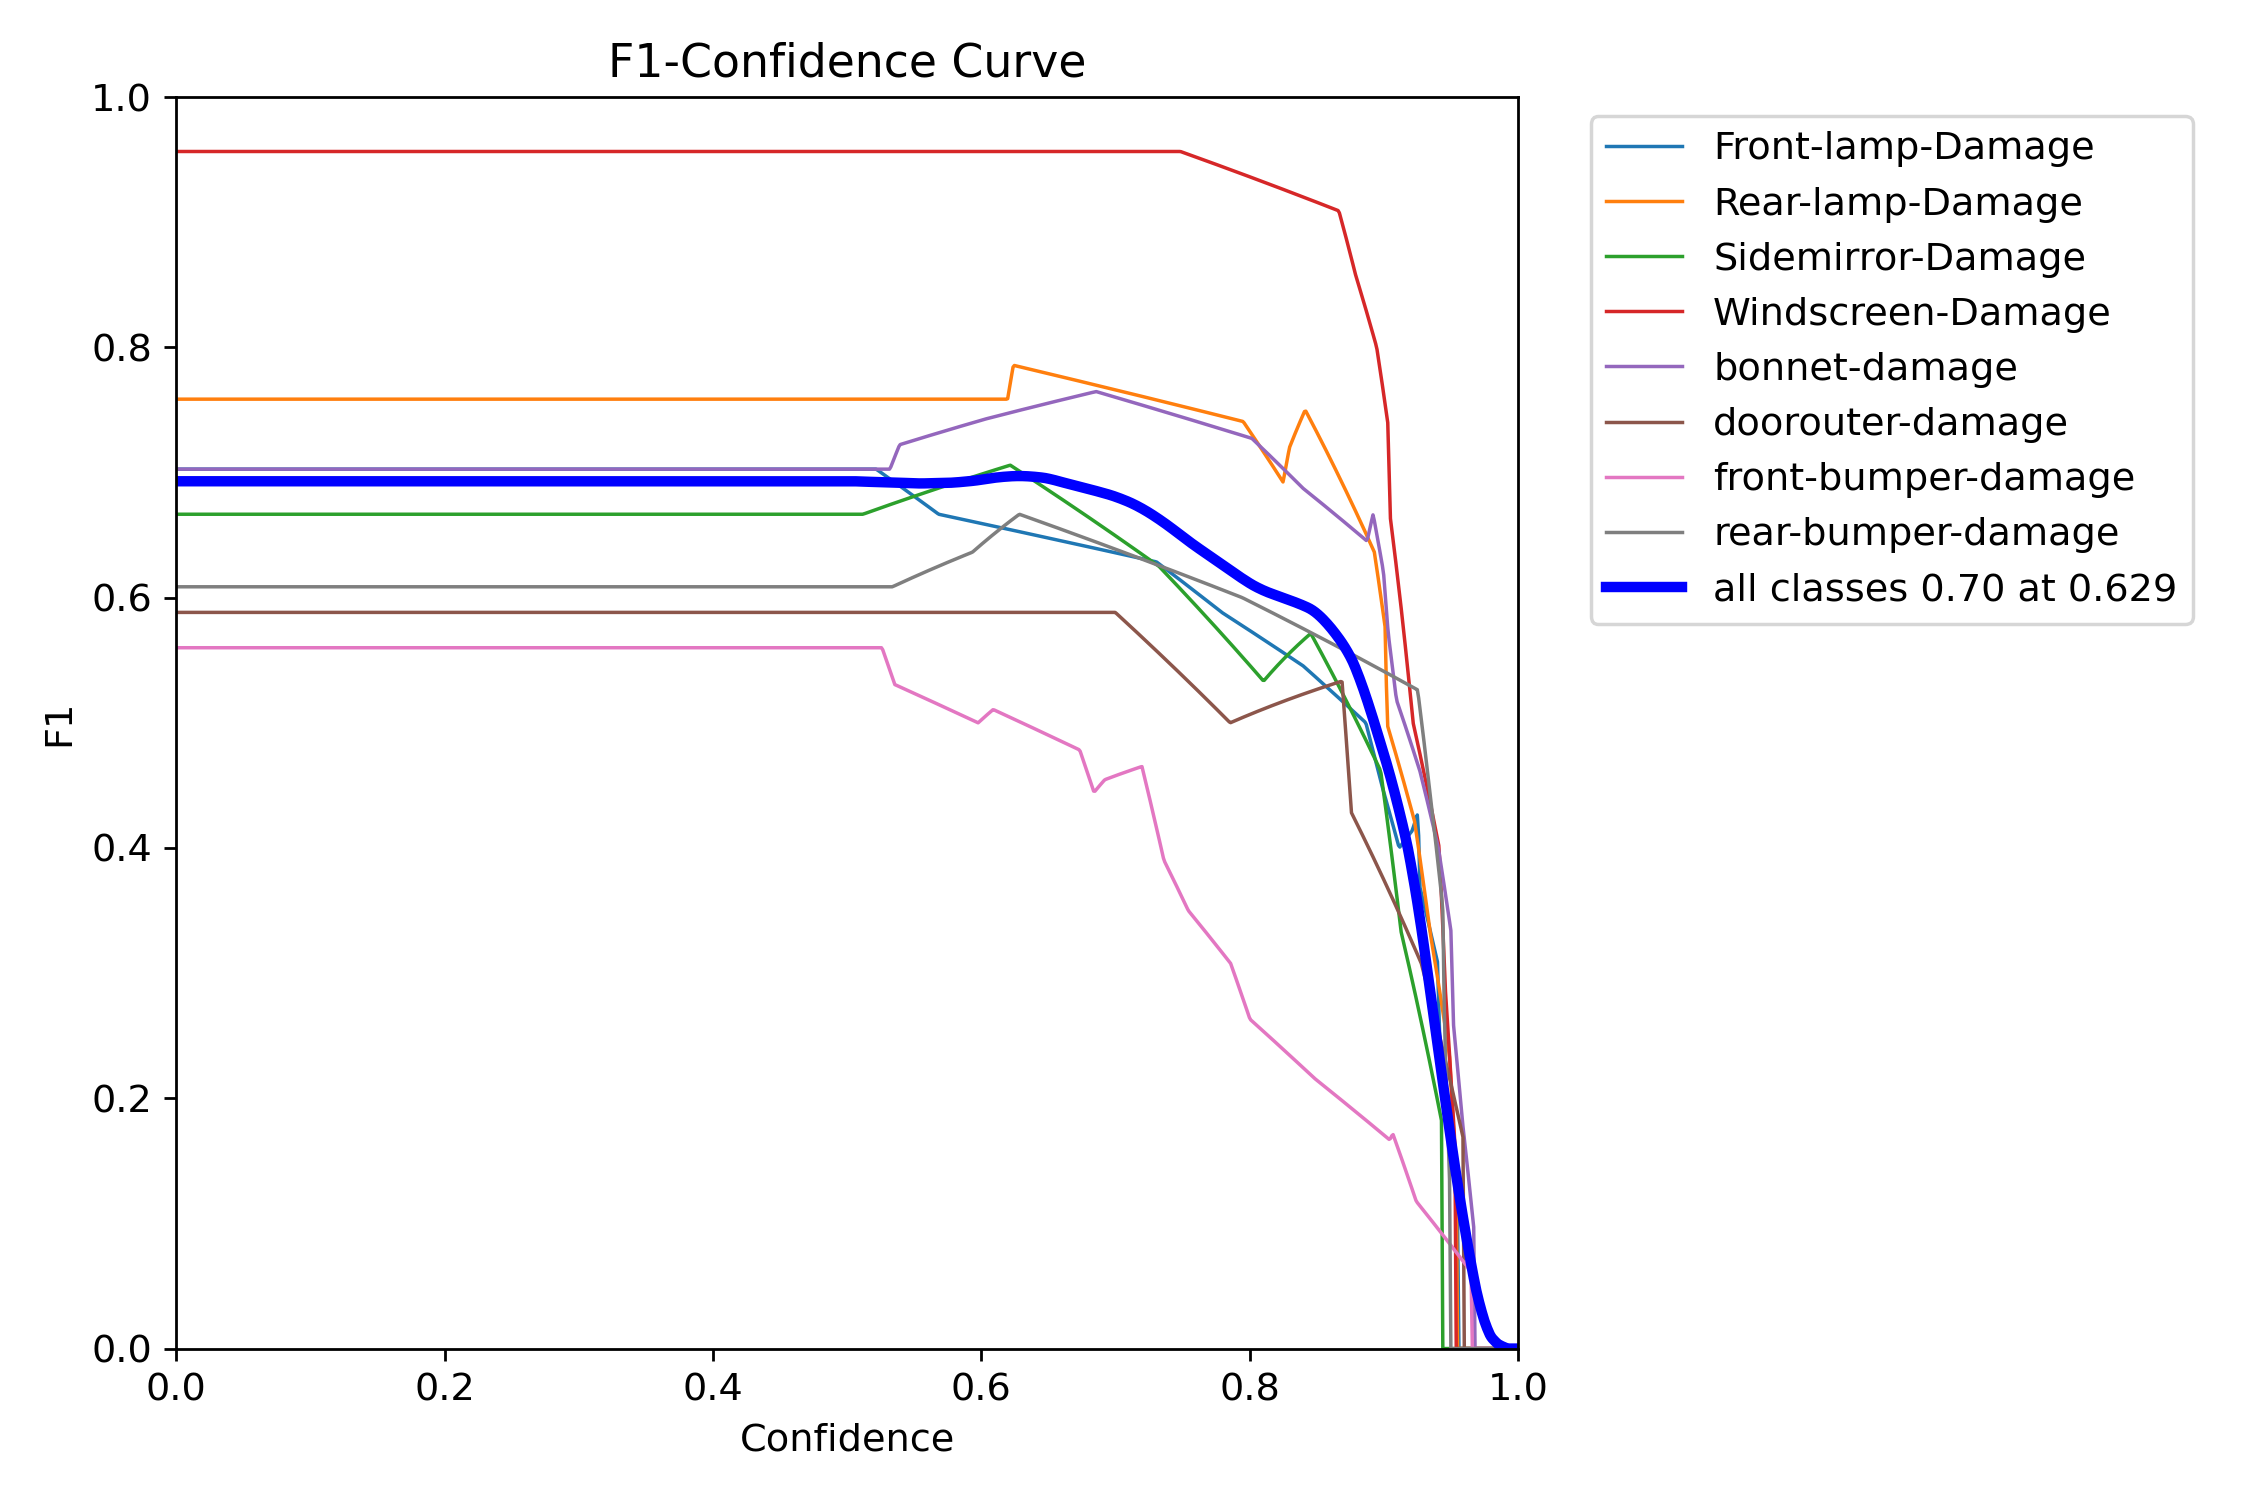 F1-Confidence Curve
1.0
0.8
0.6
0.4
0.2
0.0
F1
0.0 0.2 0.4 0.6 0.8 1.0
Confidence
Front-lamp-Damage
Rear-lamp-Damage
Sidemirror-Damage
Windscreen-Damage
bonnet-damage
doorouter-damage
front-bumper-damage
rear-bumper-damage
all classes 0.70 at 0.629